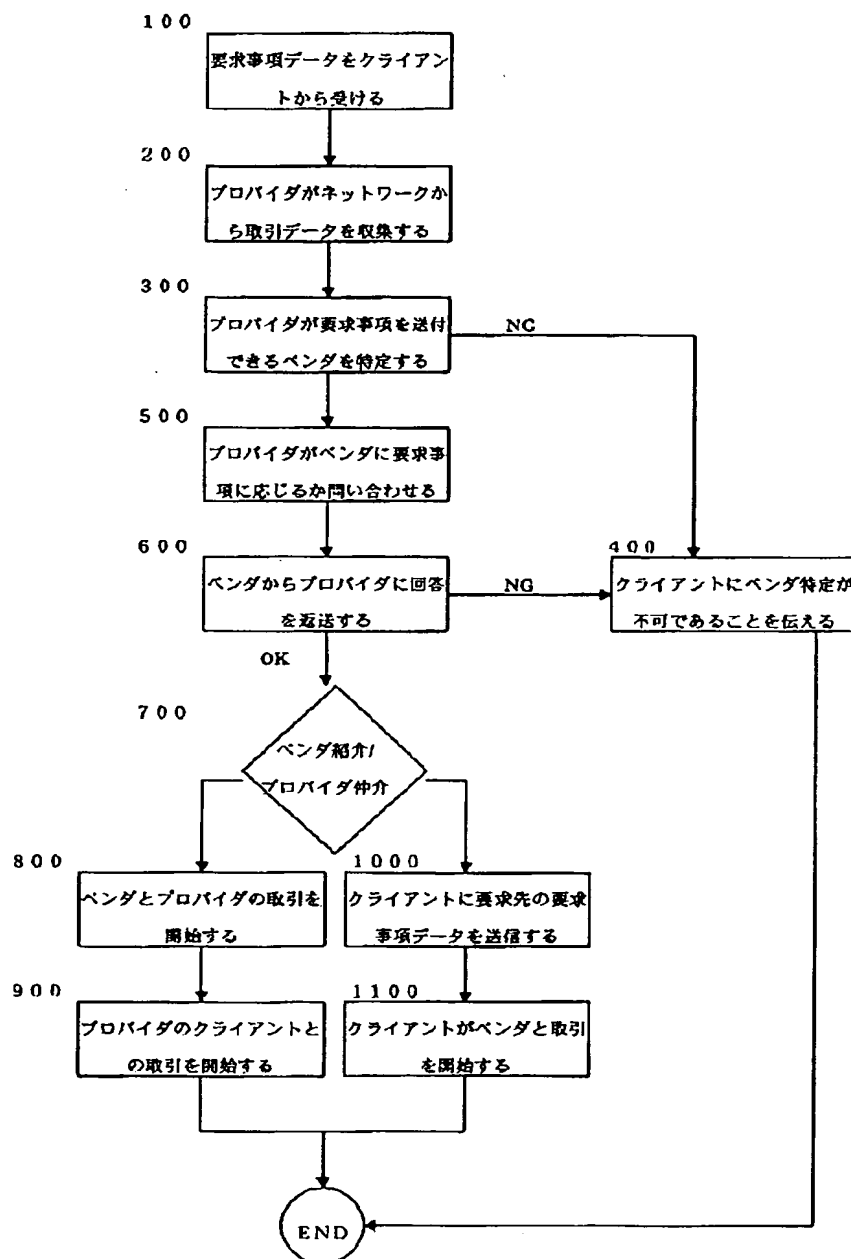 100
要求事項データをクライアン
トから受ける
200
プロバイダがネットワークか
ら取引データを収集する
300
プロバイダが要求事項を送付
できるベンダを特定する
NG
500
プロバイダがベンダに要求事
項に応じるか問い合わせる
600
ベンダからプロバイダに回答
を返送する
NG
400
クライアントにベンダ特定が
不可であることを伝える
OK
700
ベンダ紹介/
プロバイダ仲介
800
ベンダとプロバイダの取引を
開始する
1000
クライアントに要求先の要求
事項データを送信する
900
プロバイダのクライアントと
の取引を開始する
1100
クライアントがベンダと取引
を開始する
END